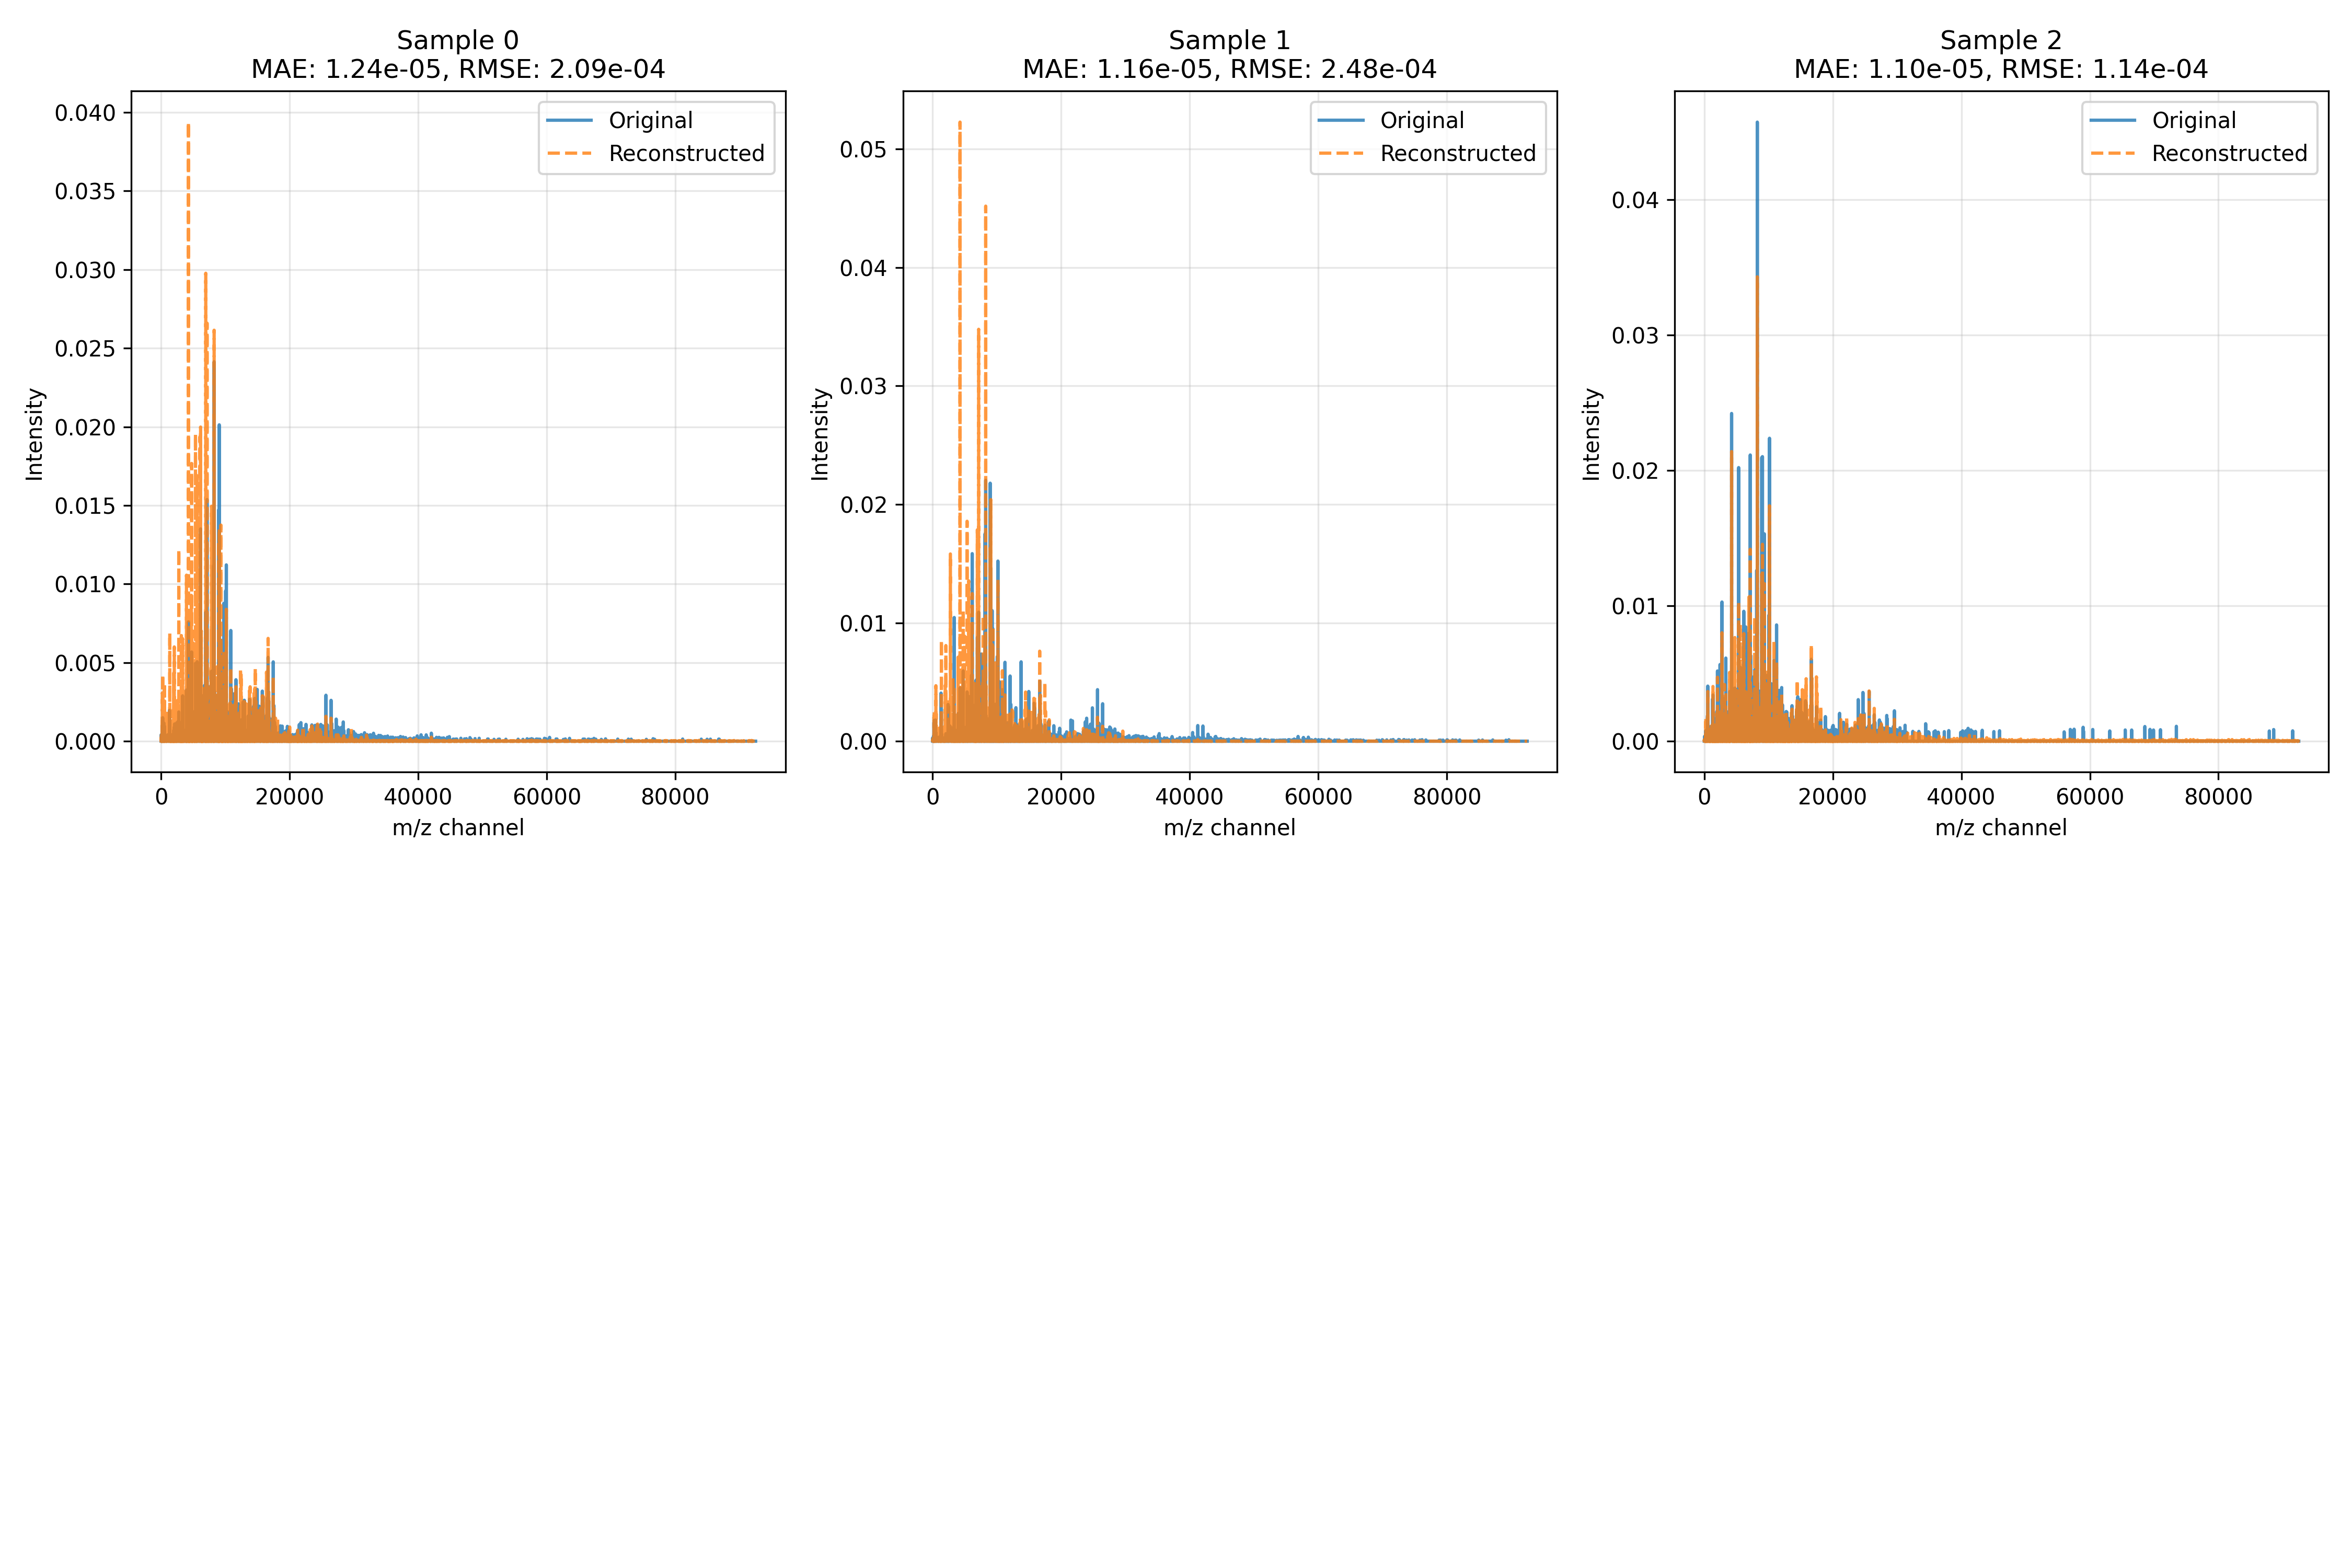 Sample 0
MAE: 1.24e-05, RMSE: 2.09e-04
Original
Reconstructed
0.040
0.035
0.030
0.025
0.020
0.015
0.010
0.005
0.000
Intensity
0 20000 40000 60000 80000
m/z channel
Sample 1
MAE: 1.16e-05, RMSE: 2.48e-04
Original
Reconstructed
0.05
0.04
0.03
0.02
0.01
0.00
Intensity
0 20000 40000 60000 80000
m/z channel
Sample 2
MAE: 1.10e-05, RMSE: 1.14e-04
Original
Reconstructed
0.04
0.03
0.02
0.01
0.00
Intensity
0 20000 40000 60000 80000
m/z channel